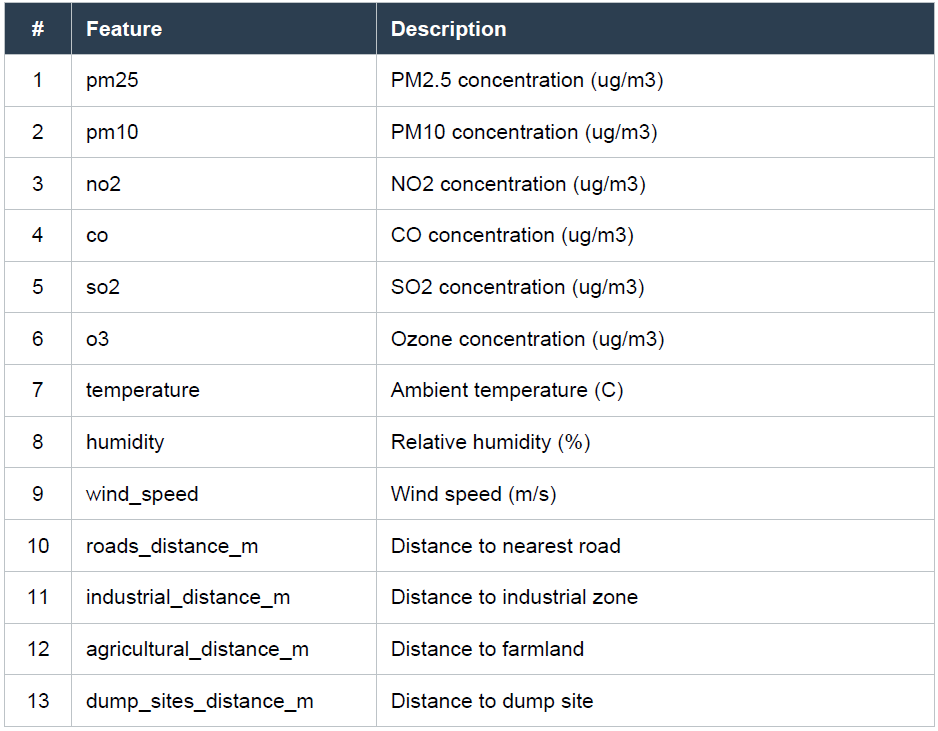 # Feature Description
1 pm25 PM2.5 concentration (ug/m3)
2 pm10 PM10 concentration (ug/m3)
3 no2 NO2 concentration (ug/m3)
4 co CO concentration (ug/m3)
5 so2 SO2 concentration (ug/m3)
6 o3 Ozone concentration (ug/m3)
7 temperature Ambient temperature (C)
8 humidity Relative humidity (%)
9 wind_speed Wind speed (m/s)
10 roads_distance_m Distance to nearest road
11 industrial_distance_m Distance to industrial zone
12 agricultural_distance_m Distance to farmland
13 dump_sites_distance_m Distance to dump site